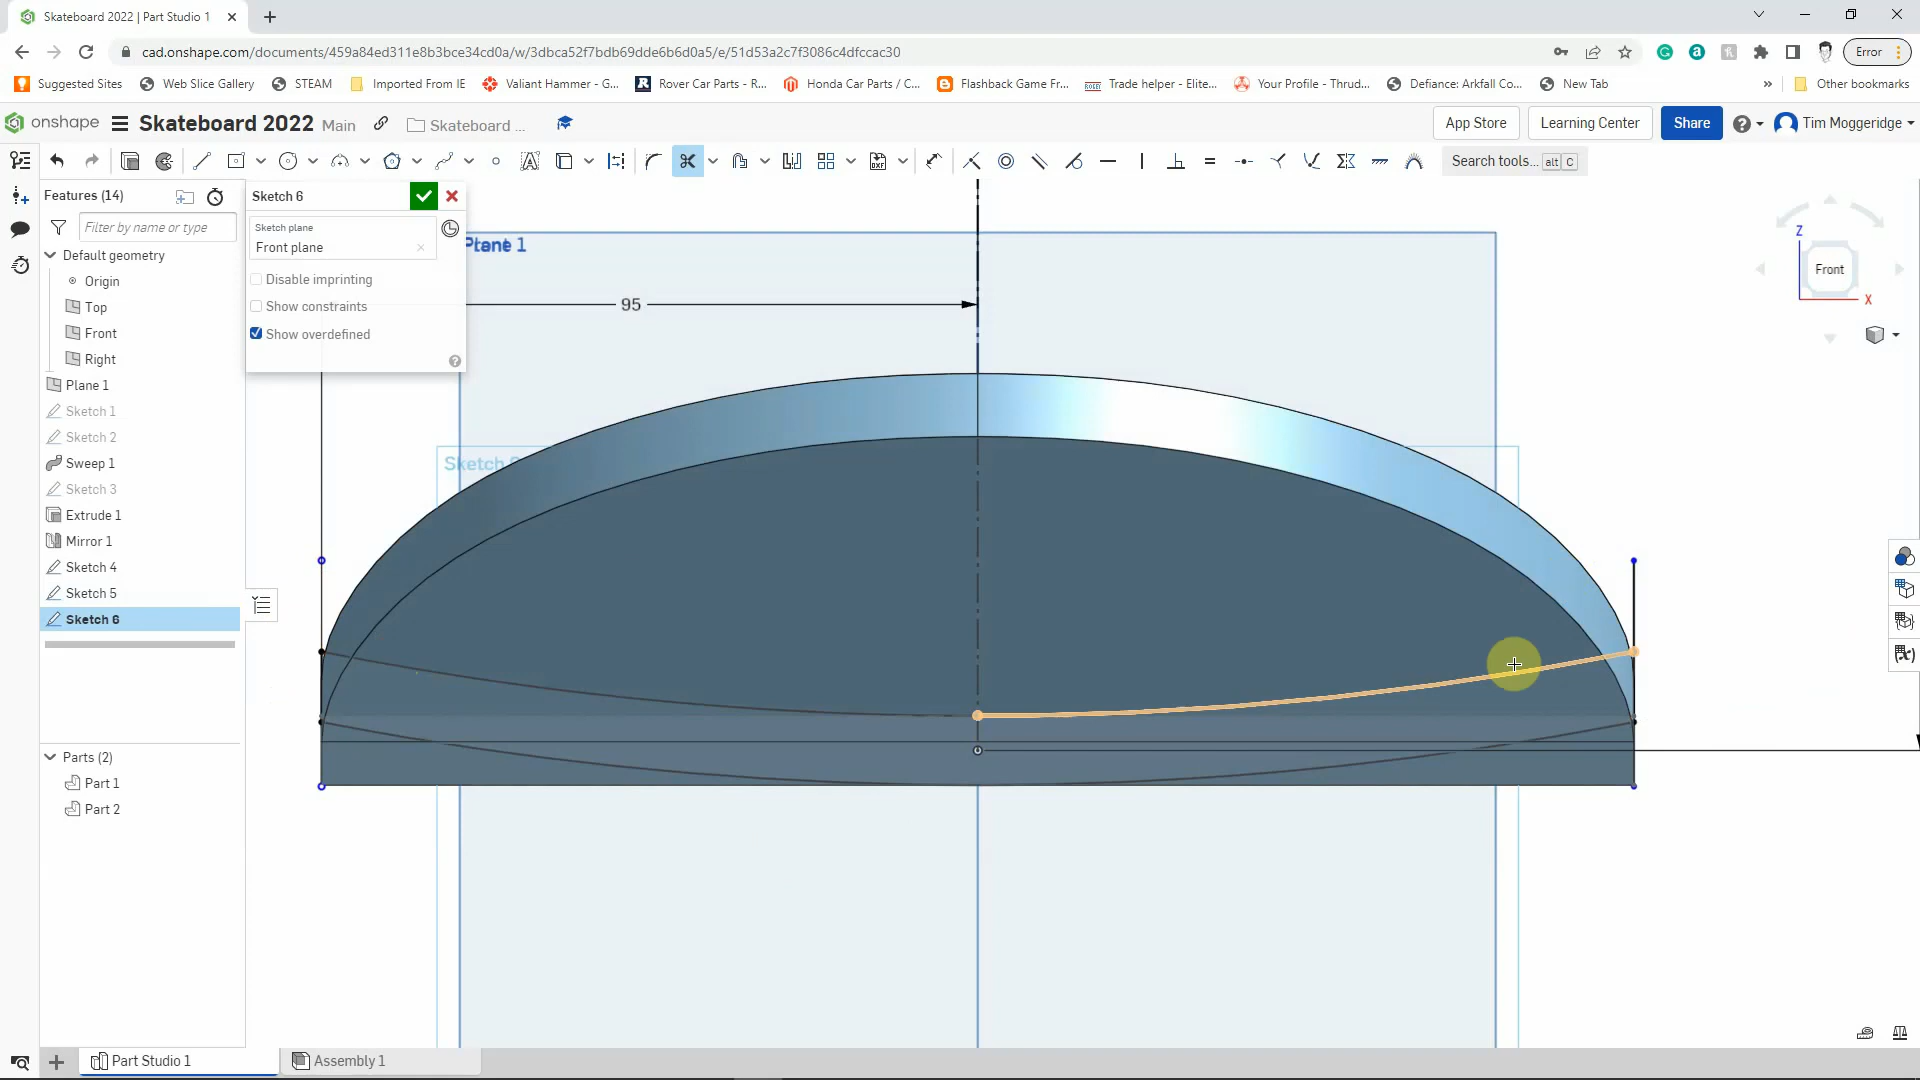 Skateboard 2022 | Part Studio 1
cad.onshape.com/documents/459a84ed311e8b3bce34cd0a/w/3dbca52f7bdb69dde6b6d0a5/e/51d53a2c7f3086c4dfccac30
Error
Suggested Sites Web Slice Gallery STEAM Imported From IE Valiant Hammer - G... Rover Car Parts - R... Honda Car Parts / C... Flashback Game Fr... Trade helper - Elite... Your Profile - Thrud... Defiance: Arkfall Co... New Tab » Other bookmarks
onshape Skateboard 2022 Main Skateboard ... App Store Learning Center Share Tim Moggeridge
Search tools... alt C
Features (14)
Filter by name or type
Default geometry
Origin
Top
Front
Right
Plane 1
Sketch 1
Sketch 2
Sweep 1
Sketch 3
Extrude 1
Mirror 1
Sketch 4
Sketch 5
Sketch 6
Parts (2)
Part 1
Part 2
Sketch 6
Sketch plane
Front plane
Disable imprinting
Show constraints
Show overdefined
Plane 1
95
Sketch
Z
Front
X
Part Studio 1 Assembly 1